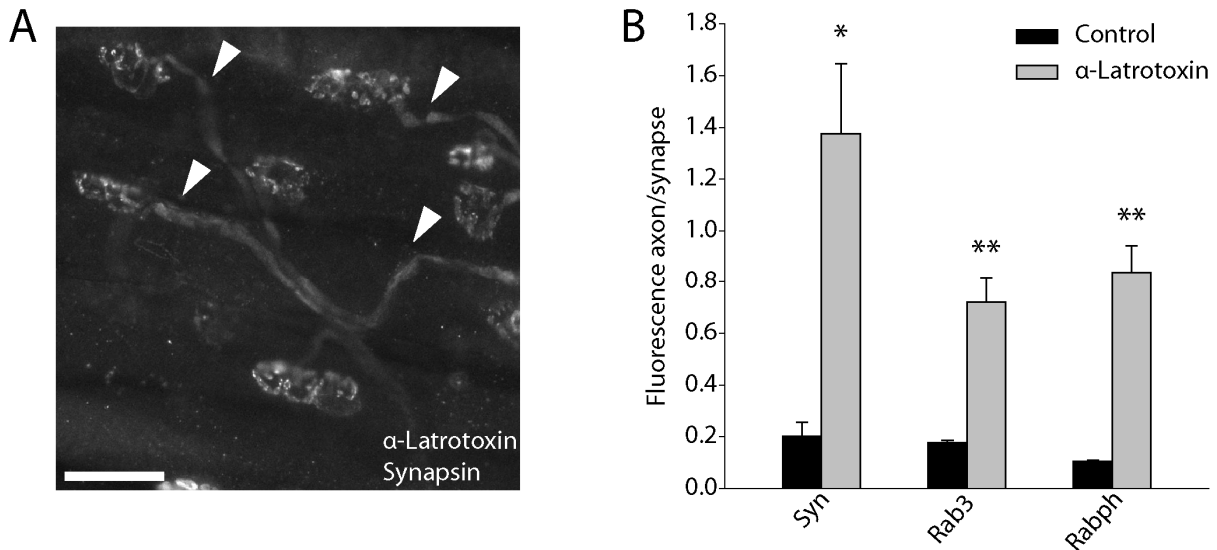 A
α-Latrotoxin
Synapsin
B
Fluorescence axon/synapse
1.8
1.6
1.4
1.2
1.0
0.8
0.6
0.4
0.2
0.0
*
**
**
Control
α-Latrotoxin
Syn
Rab3
Rabph